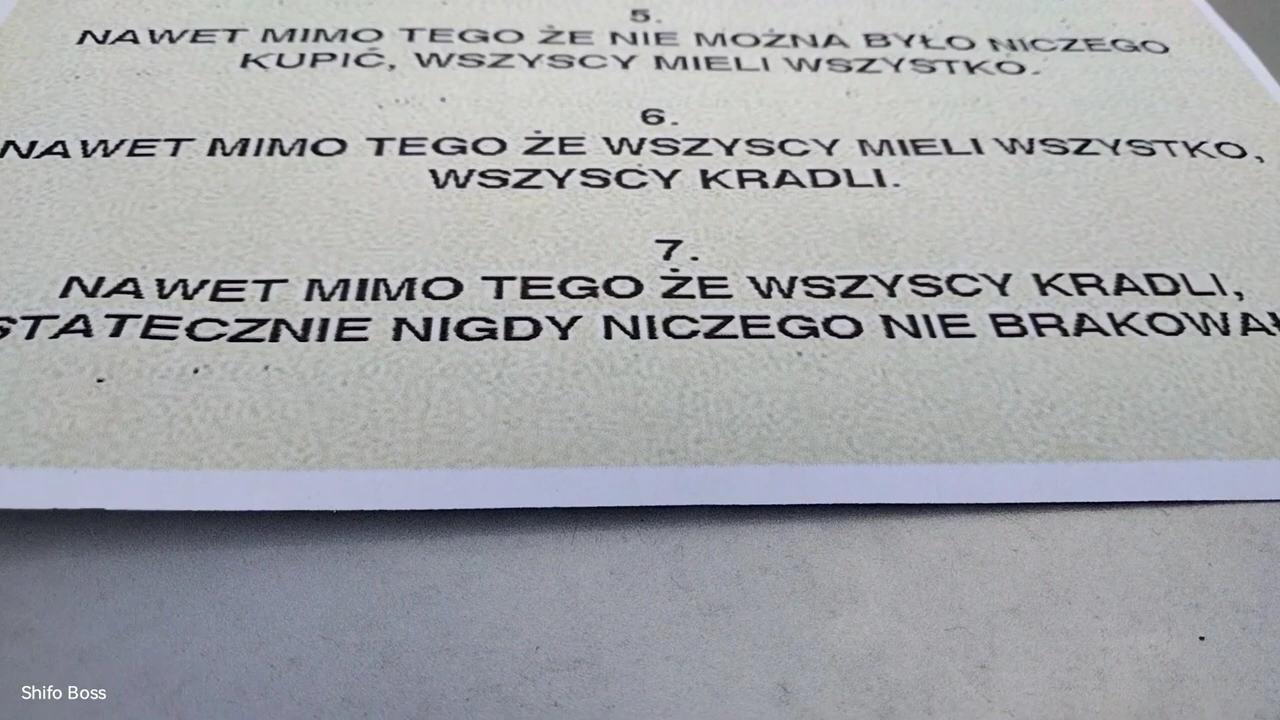 5.
NAWET MIMO TEGO ŻE NIE MOŻNA BYŁO NICZEGO
KUPIĆ, WSZYSCY MIELI WSZYSTKO.
6.
NAWET MIMO TEGO ŻE WSZYSCY MIELI WSZYSTKO,
WSZYSCY KRADLI.
7.
NAWET MIMO TEGO ŻE WSZYSCY KRADLI,
STATECZNIE NIGDY NICZEGO NIE BRAKOWA
Shifo Boss